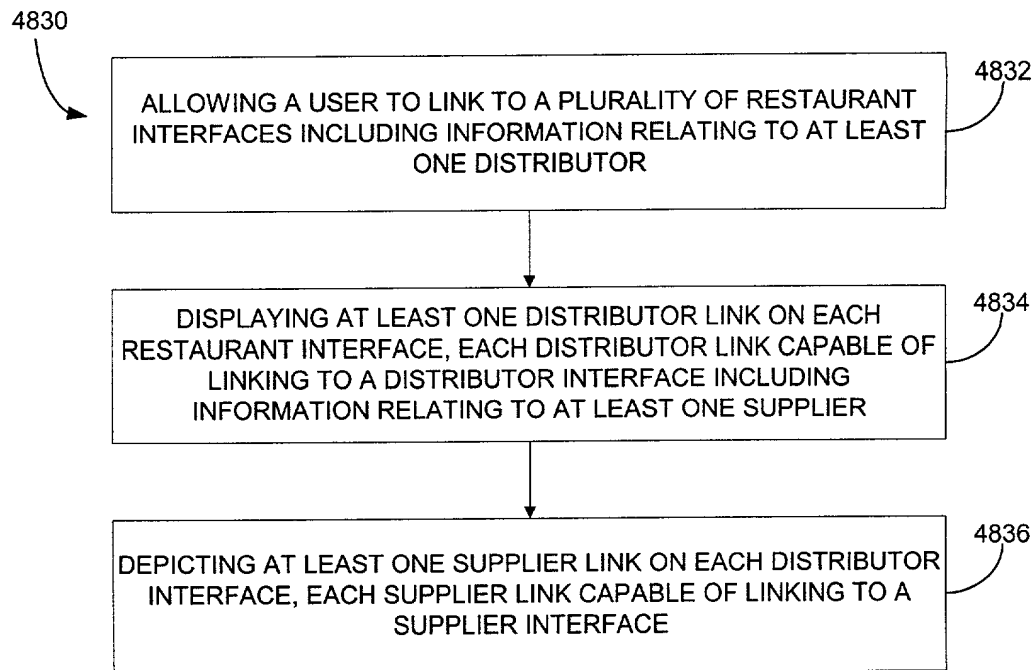 4830
4832
ALLOWING A USER TO LINK TO A PLURALITY OF RESTAURANT
INTERFACES INCLUDING INFORMATION RELATING TO AT LEAST
ONE DISTRIBUTOR
4834
DISPLAYING AT LEAST ONE DISTRIBUTOR LINK ON EACH
RESTAURANT INTERFACE, EACH DISTRIBUTOR LINK CAPABLE OF
LINKING TO A DISTRIBUTOR INTERFACE INCLUDING
INFORMATION RELATING TO AT LEAST ONE SUPPLIER
4836
DEPICTING AT LEAST ONE SUPPLIER LINK ON EACH DISTRIBUTOR
INTERFACE, EACH SUPPLIER LINK CAPABLE OF LINKING TO A
SUPPLIER INTERFACE